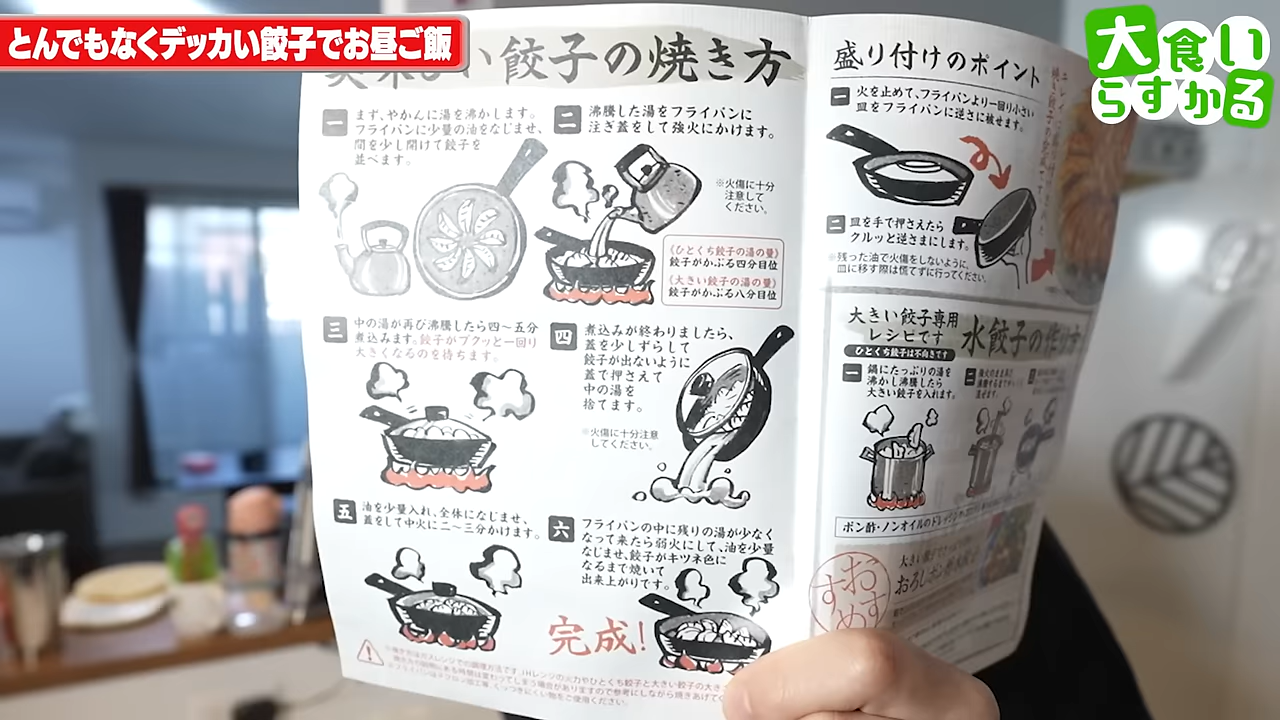 とんでもなくデッカい餃子でお昼ご飯
大食い
らすかる
い餃子の焼き方
一 まず、やかんに湯を沸かします。
フライパンに少量の油をなじませ、
間を少し開けて餃子を
並べます。
二 沸騰した湯をフライパンに
注ぎ蓋をして強火にかけます。
※火傷に十分
注意して
ください。
《ひとくち餃子の湯の量》
餃子がかぶる四分目位
《大きい餃子の湯の量》
餃子がかぶる八分目位
三 中の湯が再び沸騰したら四〜五分
煮込みます。餃子がプクッと一回り
大きくなるのを待ちます。
四 煮込みが終わりましたら、
蓋を少しずらして
餃子が出ないように
蓋で押さえて
中の湯を
捨てます。
※火傷に十分注意
してください。
五 油を少量入れ、全体になじませ、
蓋をして中火に二〜三分かけます。
六 フライパンの中に残りの湯が少なく
なって来たら弱火にして、油を少量
なじませ、餃子がキツネ色に
なるまで焼いて
出来上がりです。
完成!
盛り付けのポイント
一 火を止めて、フライパンより一回り小さい
皿をフライパンに逆さに被せます。
二 皿を手で押さえたら
クルッと逆さまにします。
※残った油で火傷をしないように、
皿に移す際は慌てずに行ってください。
大きい餃子専用
レシピです
ひとくち餃子は不向きです
水餃子の作り方
一 鍋にたっぷりの湯を
沸かし沸騰したら
大きい餃子を入れます。
二
ポン酢・ノンオイルのドレッシング
おすすめ